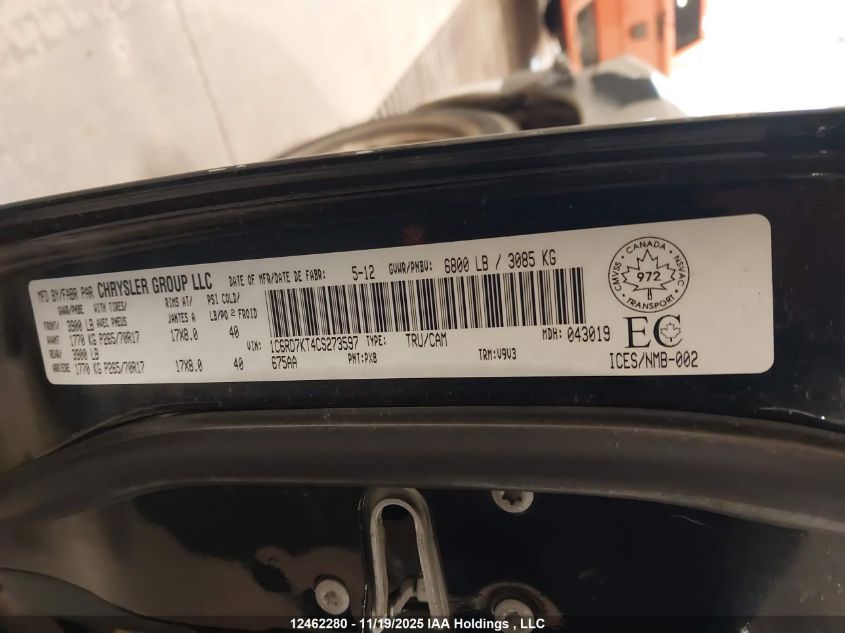 MFD BY/FABR PAR CHRYSLER GROUP LLC DATE OF MFR/DATE DE FABR: 5-12 GVWR/PNBV: 6800 LB / 3085 KG
GAWR/PNBE WITH TIRES/ RIMS AT/ PSI COLD/
FRONT/ 3900 LB AVEC PNEUS JANTES A LB/PO 2 FROID
AVANT 1770 KG P265/70R17 17X8.0 40
REAR/ 3900 LB
ARRIERE 1770 KG P265/70R17 17X8.0 40
VIN: 1C6RD7KT4CS273597 TYPE: TRU/CAM MDH: 043019
675AA PNT:PX8 TRM:V9V3
CANADA
CMVSS NSVAC
972
TRANSPORT
EC
ICES/NMB-002
12462280 - 11/19/2025 IAA Holdings , LLC